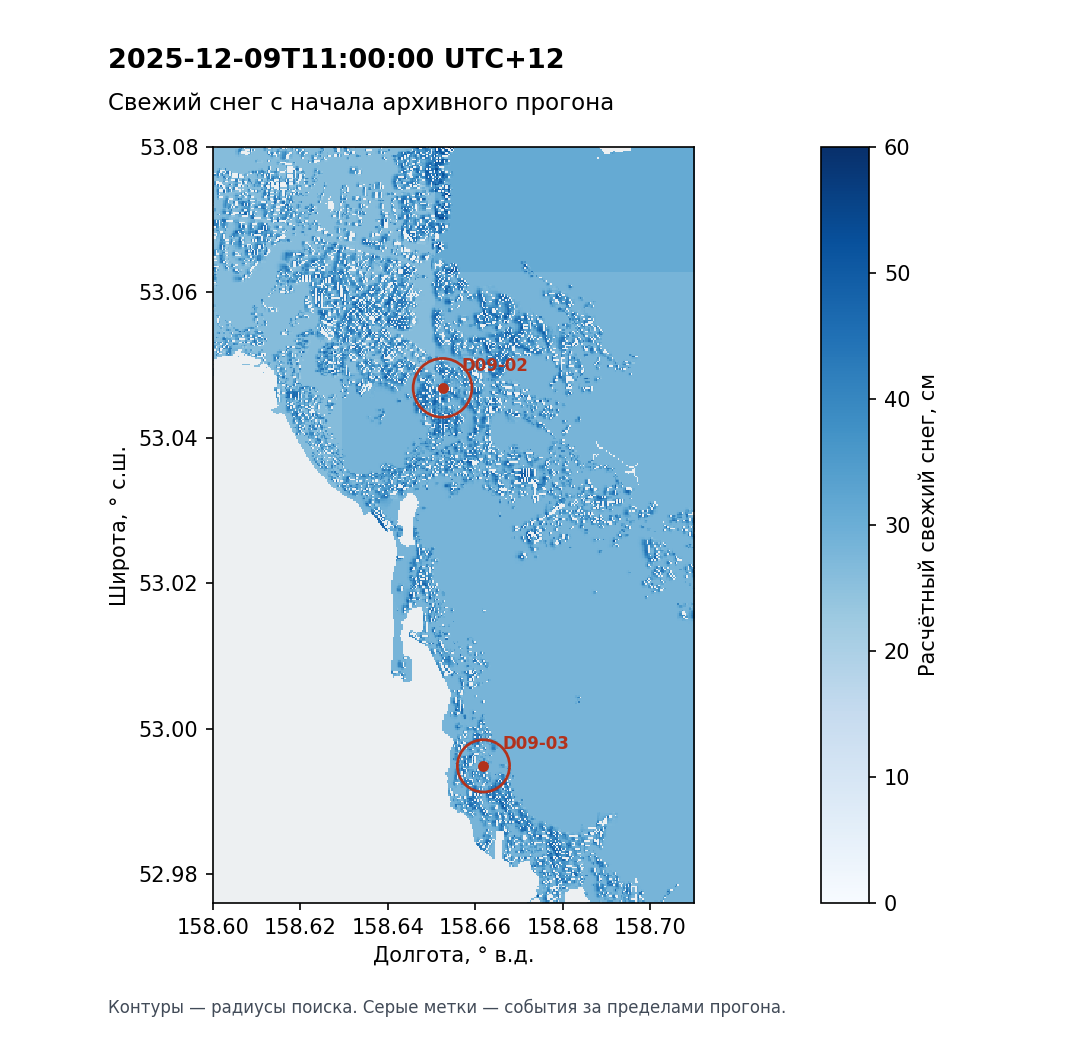 2025-12-09T11:00:00 UTC+12
Свежий снег с начала архивного прогона
53.08
53.06
53.04
53.02
53.00
52.98
Широта, ° с.ш.
D09-02
D09-03
158.60 158.62 158.64 158.66 158.68 158.70
Долгота, ° в.д.
60
50
40
30
20
10
0
Расчётный свежий снег, см
Контуры — радиусы поиска. Серые метки — события за пределами прогона.